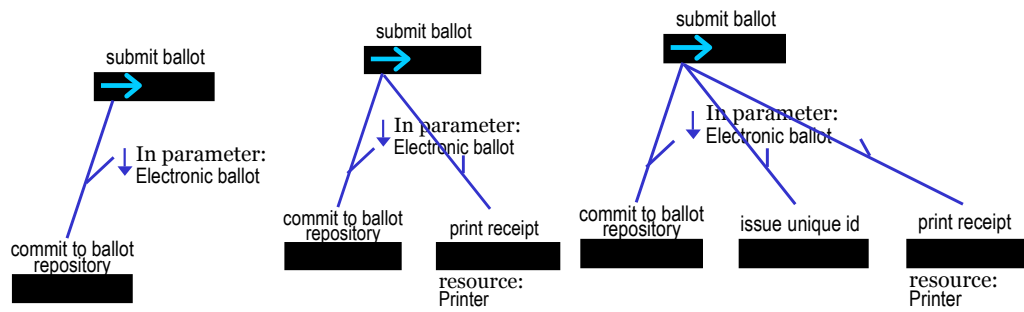 submit ballot
In parameter:
Electronic ballot
commit to ballot
repository
submit ballot
In parameter:
Electronic ballot
commit to ballot
repository
print receipt
resource:
Printer
submit ballot
In parameter:
Electronic ballot
commit to ballot
repository
issue unique id
print receipt
resource:
Printer